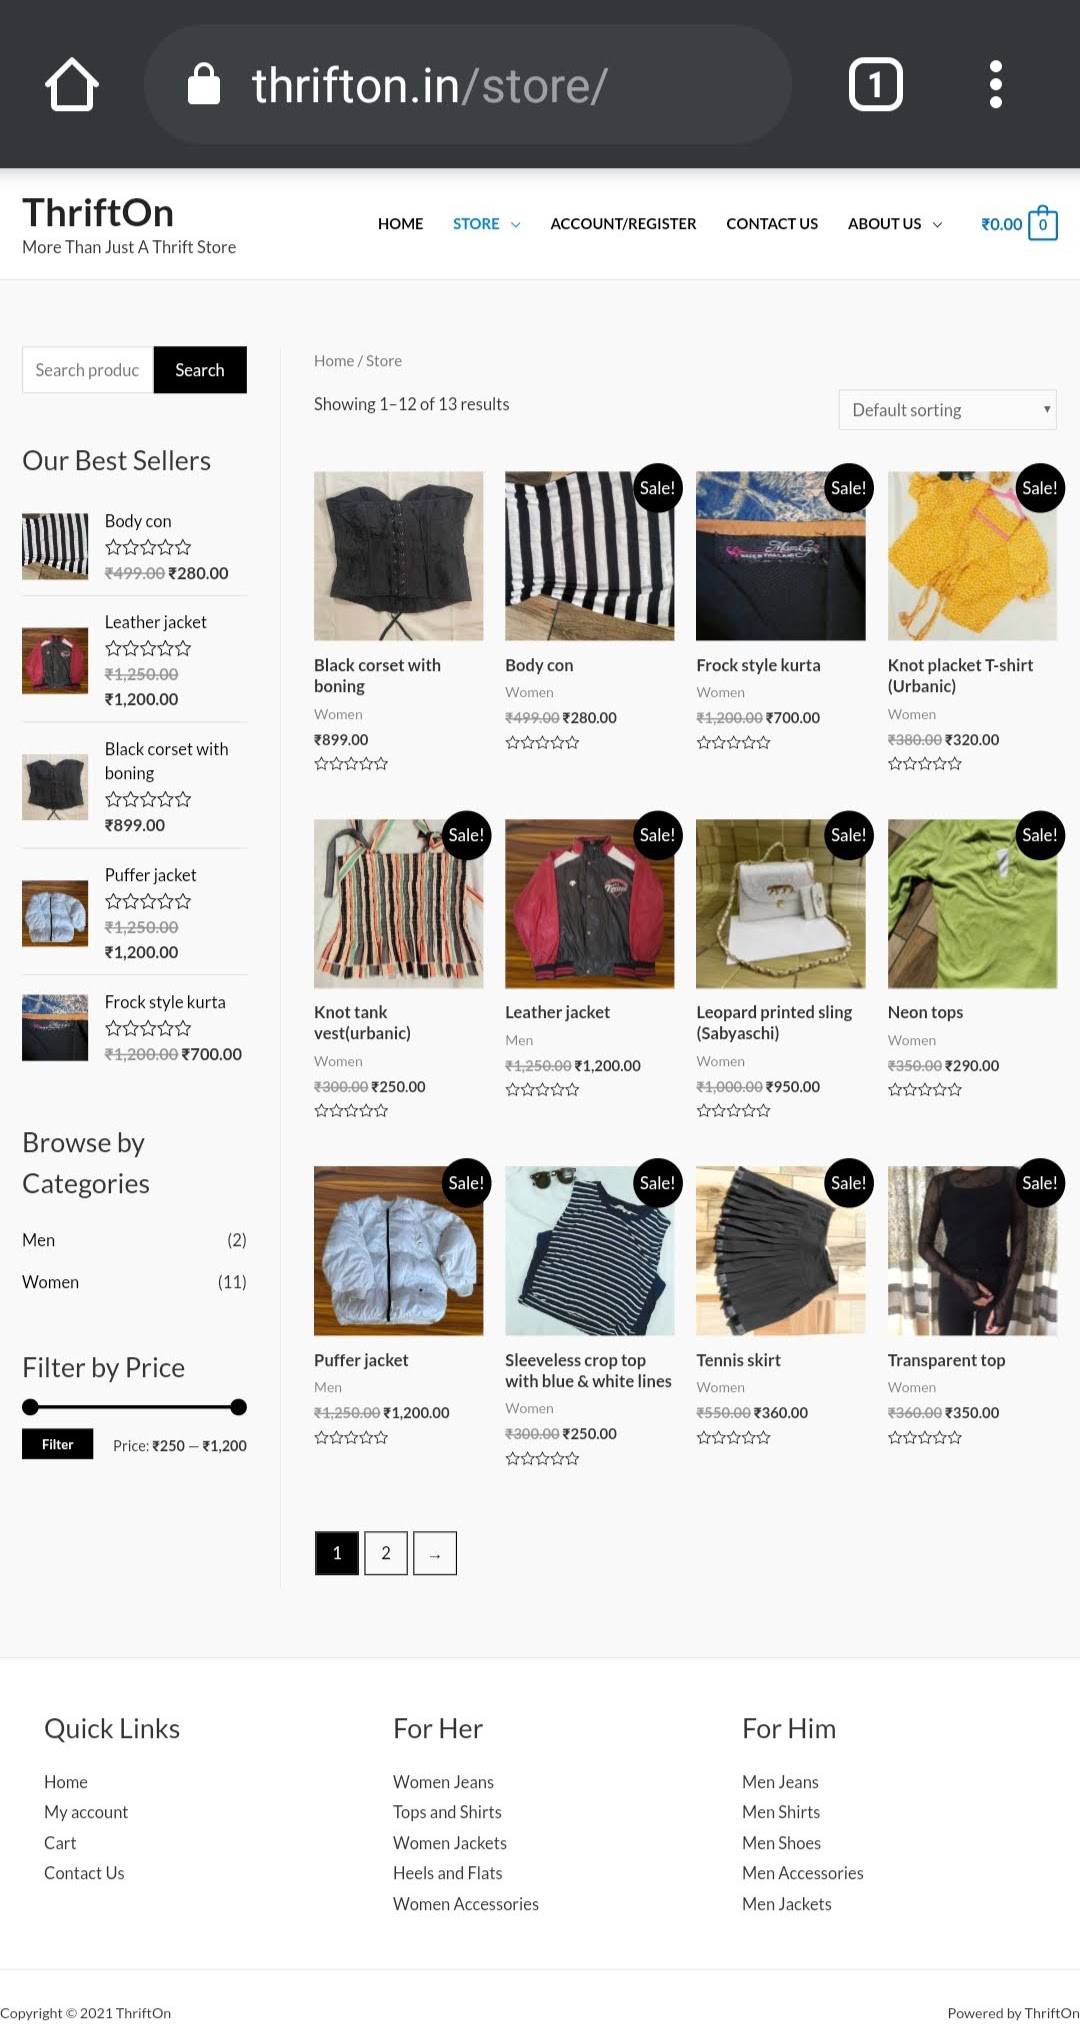 thrifton.in/store/
1
ThriftOn
More Than Just A Thrift Store
HOME
STORE
ACCOUNT/REGISTER
CONTACT US
ABOUT US
₹0.00
0
Search produc
Search
Our Best Sellers
Body con
₹499.00 ₹280.00
Leather jacket
₹1,250.00
₹1,200.00
Black corset with
boning
₹899.00
Puffer jacket
₹1,250.00
₹1,200.00
Frock style kurta
₹1,200.00 ₹700.00
Browse by
Categories
Men (2)
Women (11)
Filter by Price
Filter
Price: ₹250 — ₹1,200
Home / Store
Showing 1–12 of 13 results
Default sorting
Black corset with
boning
Women
₹899.00
Sale!
Body con
Women
₹499.00 ₹280.00
Sale!
Frock style kurta
Women
₹1,200.00 ₹700.00
Sale!
Knot placket T-shirt
(Urbanic)
Women
₹380.00 ₹320.00
Sale!
Knot tank
vest(urbanic)
Women
₹300.00 ₹250.00
Sale!
Leather jacket
Men
₹1,250.00 ₹1,200.00
Sale!
Leopard printed sling
(Sabyaschi)
Women
₹1,000.00 ₹950.00
Sale!
Neon tops
Women
₹350.00 ₹290.00
Sale!
Puffer jacket
Men
₹1,250.00 ₹1,200.00
Sale!
Sleeveless crop top
with blue & white lines
Women
₹300.00 ₹250.00
Sale!
Tennis skirt
Women
₹550.00 ₹360.00
Sale!
Transparent top
Women
₹360.00 ₹350.00
1 2 →
Quick Links
Home
My account
Cart
Contact Us
For Her
Women Jeans
Tops and Shirts
Women Jackets
Heels and Flats
Women Accessories
For Him
Men Jeans
Men Shirts
Men Shoes
Men Accessories
Men Jackets
Copyright © 2021 ThriftOn
Powered by ThriftOn